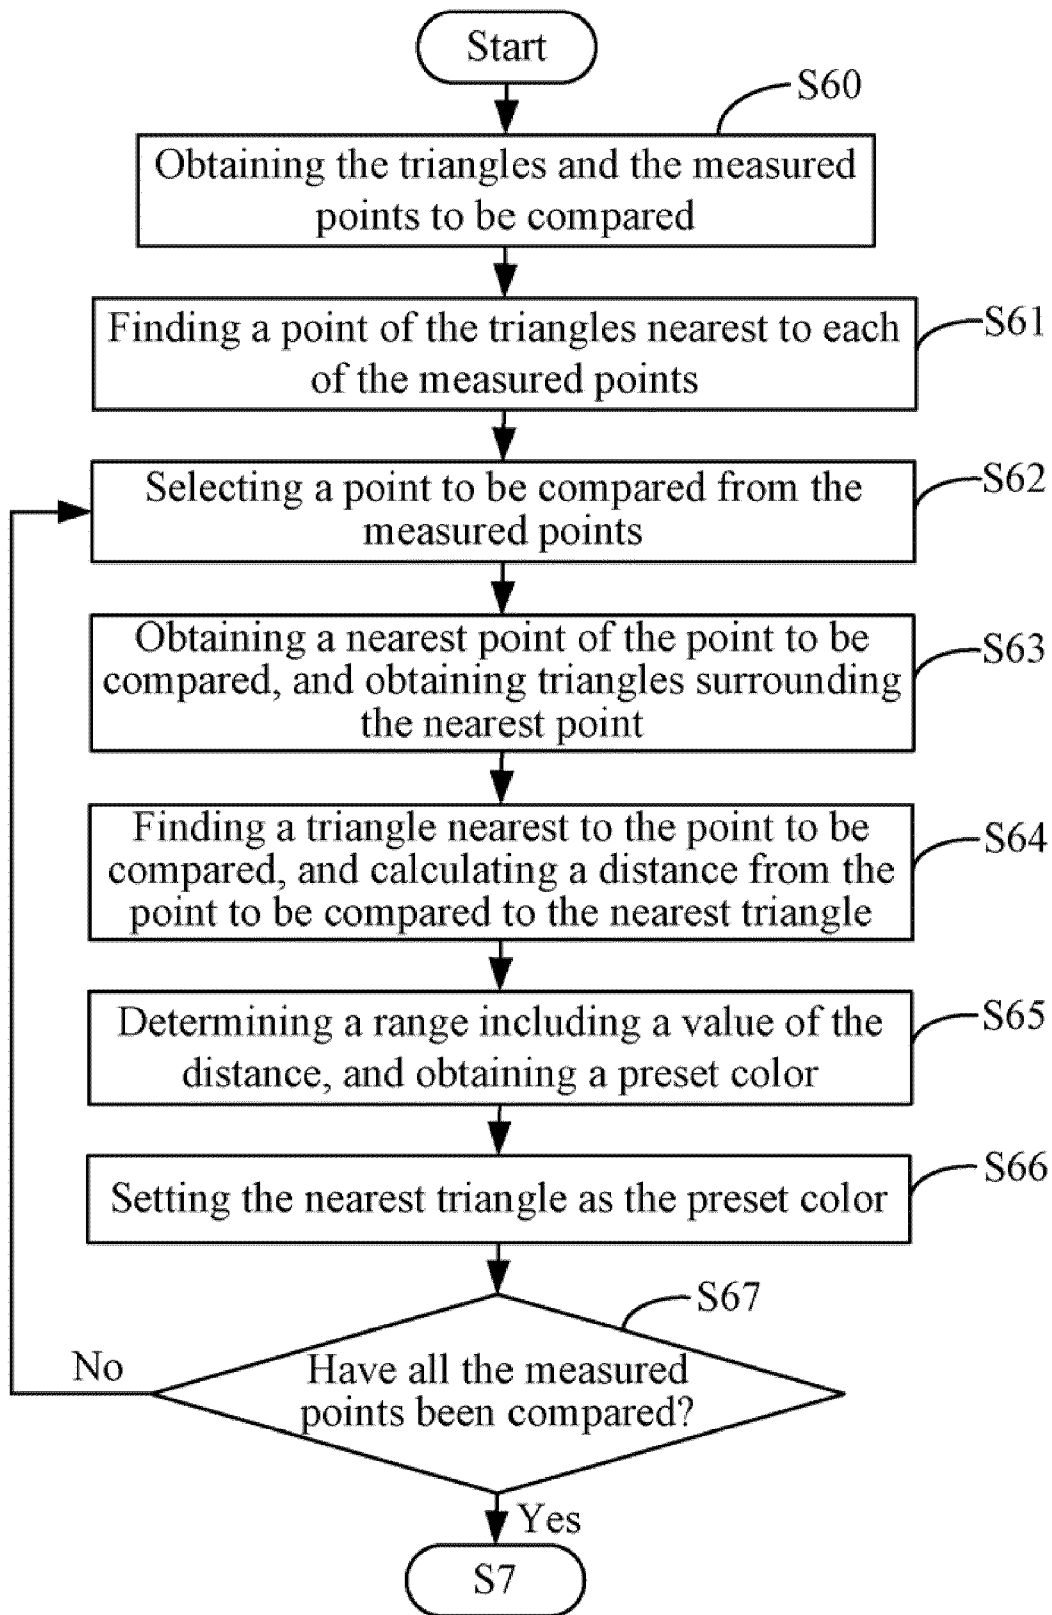 Start
S60
Obtaining the triangles and the measured
points to be compared
S61
Finding a point of the triangles nearest to each
of the measured points
S62
Selecting a point to be compared from the
measured points
S63
Obtaining a nearest point of the point to be
compared, and obtaining triangles surrounding
the nearest point
S64
Finding a triangle nearest to the point to be
compared, and calculating a distance from the
point to be compared to the nearest triangle
S65
Determining a range including a value of the
distance, and obtaining a preset color
S66
Setting the nearest triangle as the preset color
S67
No
Have all the measured
points been compared?
Yes
S7